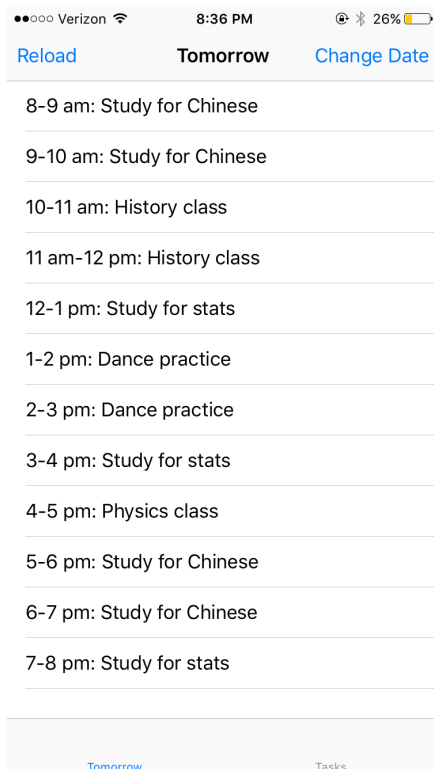 Verizon 8:36 PM 26%
Reload Tomorrow Change Date
8-9 am: Study for Chinese
9-10 am: Study for Chinese
10-11 am: History class
11 am-12 pm: History class
12-1 pm: Study for stats
1-2 pm: Dance practice
2-3 pm: Dance practice
3-4 pm: Study for stats
4-5 pm: Physics class
5-6 pm: Study for Chinese
6-7 pm: Study for Chinese
7-8 pm: Study for stats
Tomorrow Tasks